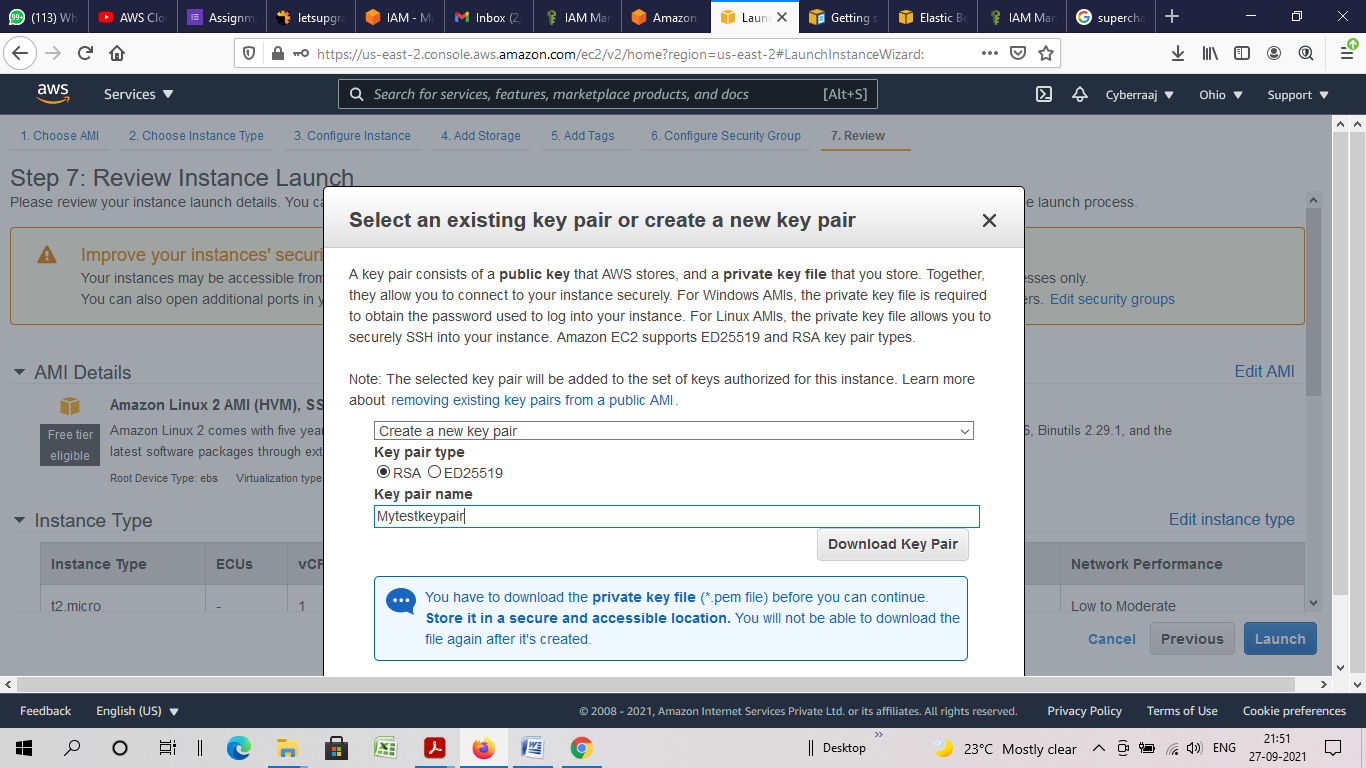 (113) Wh
AWS Clo
Assignm
letsupgra
IAM - Ma
Inbox (2,
IAM Man
Amazon
Laun
Getting s
Elastic Be
IAM Man
supercha
https://us-east-2.console.aws.amazon.com/ec2/v2/home?region=us-east-2#LaunchInstanceWizard:
aws
Services
Search for services, features, marketplace products, and docs
[Alt+S]
Cyberraaj
Ohio
Support
1. Choose AMI
2. Choose Instance Type
3. Configure Instance
4. Add Storage
5. Add Tags
6. Configure Security Group
7. Review
Step 7: Review Instance Launch
Please review your instance launch details. You ca
e launch process.
Improve your instances' securi
Your instances may be accessible from
esses only.
You can also open additional ports in y
ers. Edit security groups
Select an existing key pair or create a new key pair
A key pair consists of a public key that AWS stores, and a private key file that you store. Together,
they allow you to connect to your instance securely. For Windows AMIs, the private key file is required
to obtain the password used to log into your instance. For Linux AMIs, the private key file allows you to
securely SSH into your instance. Amazon EC2 supports ED25519 and RSA key pair types.
Note: The selected key pair will be added to the set of keys authorized for this instance. Learn more
about removing existing key pairs from a public AMI .
Create a new key pair
Key pair type
RSA ED25519
Key pair name
Mytestkeypair
Download Key Pair
You have to download the private key file (*.pem file) before you can continue.
Store it in a secure and accessible location. You will not be able to download the
file again after it's created.
AMI Details
Edit AMI
Amazon Linux 2 AMI (HVM), SS
Free tier
eligible
Amazon Linux 2 comes with five year
6, Binutils 2.29.1, and the
latest software packages through ext
Root Device Type: ebs
Virtualization type
Instance Type
Edit instance type
Instance Type
ECUs
vCP
Network Performance
t2.micro
-
1
Low to Moderate
Cancel
Previous
Launch
Feedback
English (US)
© 2008 - 2021, Amazon Internet Services Private Ltd. or its affiliates. All rights reserved.
Privacy Policy
Terms of Use
Cookie preferences
Desktop
23°C Mostly clear
ENG
21:51
27-09-2021